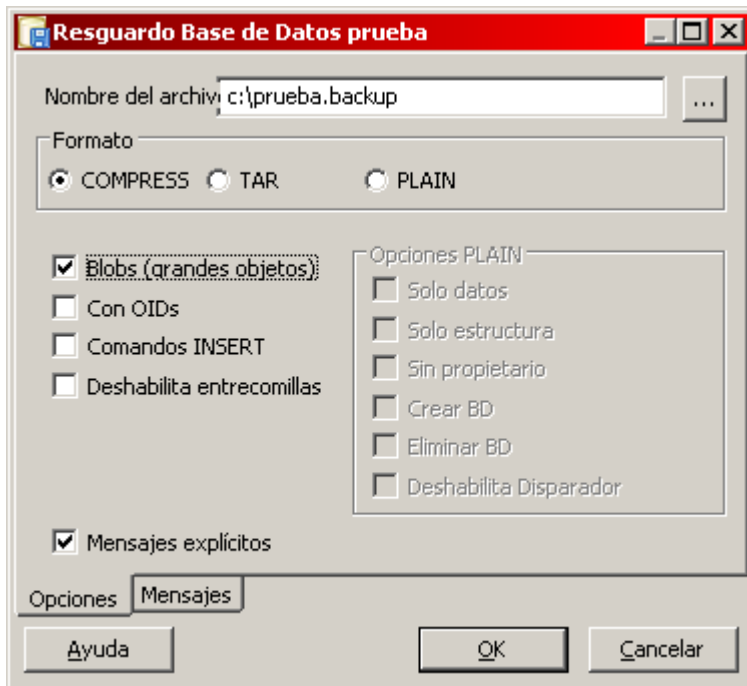 Resguardo Base de Datos prueba
Nombre del archivo c:\prueba.backup ...
Formato
COMPRESS TAR PLAIN
Blobs (grandes objetos)
Con OIDs
Comandos INSERT
Deshabilita entrecomillas
Opciones PLAIN
Solo datos
Solo estructura
Sin propietario
Crear BD
Eliminar BD
Deshabilita Disparador
Mensajes explícitos
Opciones Mensajes
Ayuda OK Cancelar